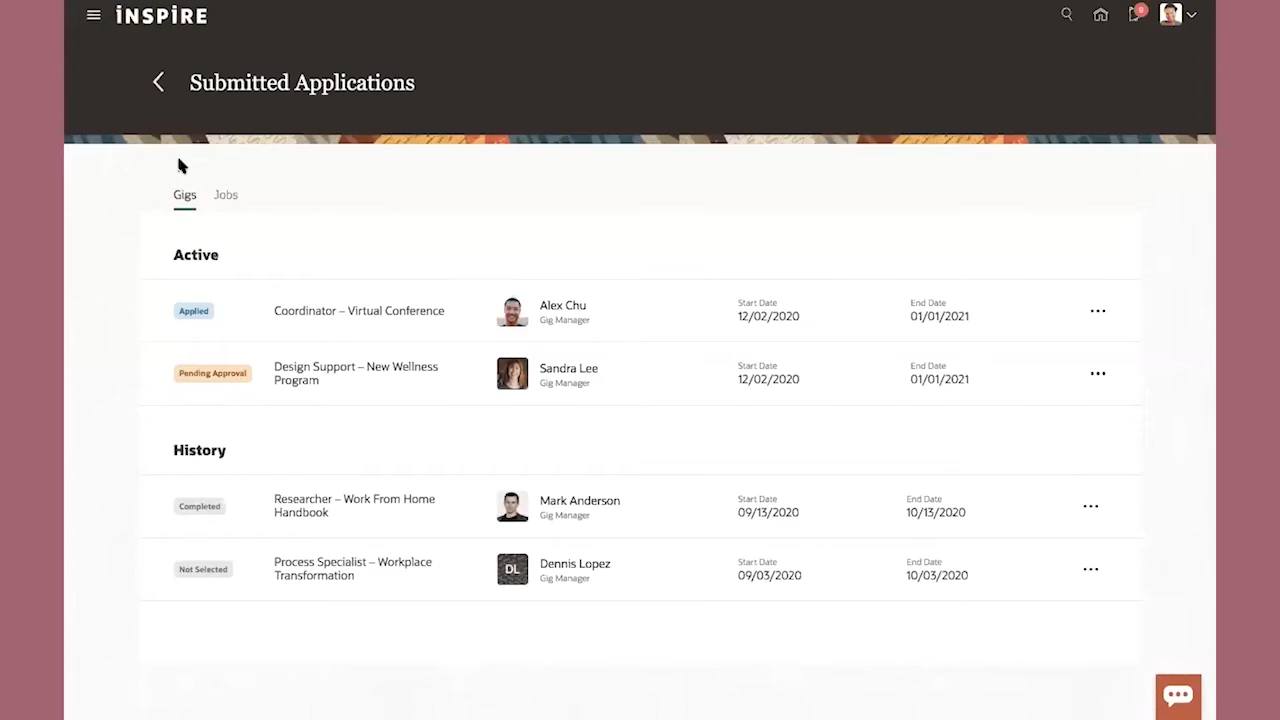 iNSPiRE
0
Submitted Applications
Gigs Jobs
Active
Applied
Coordinator – Virtual Conference
Alex Chu
Gig Manager
Start Date
12/02/2020
End Date
01/01/2021
Pending Approval
Design Support – New Wellness
Program
Sandra Lee
Gig Manager
Start Date
12/02/2020
End Date
01/01/2021
History
Completed
Researcher – Work From Home
Handbook
Mark Anderson
Gig Manager
Start Date
09/13/2020
End Date
10/13/2020
Not Selected
Process Specialist – Workplace
Transformation
DL
Dennis Lopez
Gig Manager
Start Date
09/03/2020
End Date
10/03/2020